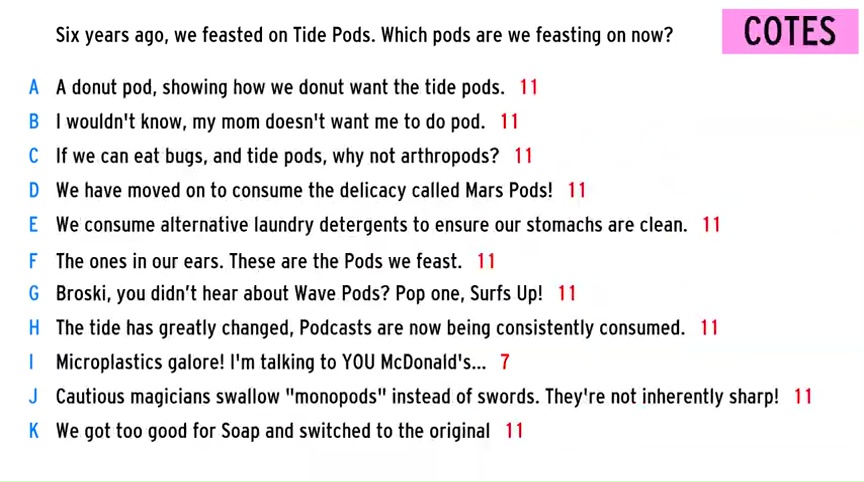 Six years ago, we feasted on Tide Pods. Which pods are we feasting on now?
COTES
A A donut pod, showing how we donut want the tide pods. 11
B I wouldn't know, my mom doesn't want me to do pod. 11
C If we can eat bugs, and tide pods, why not arthropods? 11
D We have moved on to consume the delicacy called Mars Pods! 11
E We consume alternative laundry detergents to ensure our stomachs are clean. 11
F The ones in our ears. These are the Pods we feast. 11
G Broski, you didn’t hear about Wave Pods? Pop one, Surfs Up! 11
H The tide has greatly changed, Podcasts are now being consistently consumed. 11
I Microplastics galore! I'm talking to YOU McDonald's... 7
J Cautious magicians swallow "monopods" instead of swords. They're not inherently sharp! 11
K We got too good for Soap and switched to the original 11